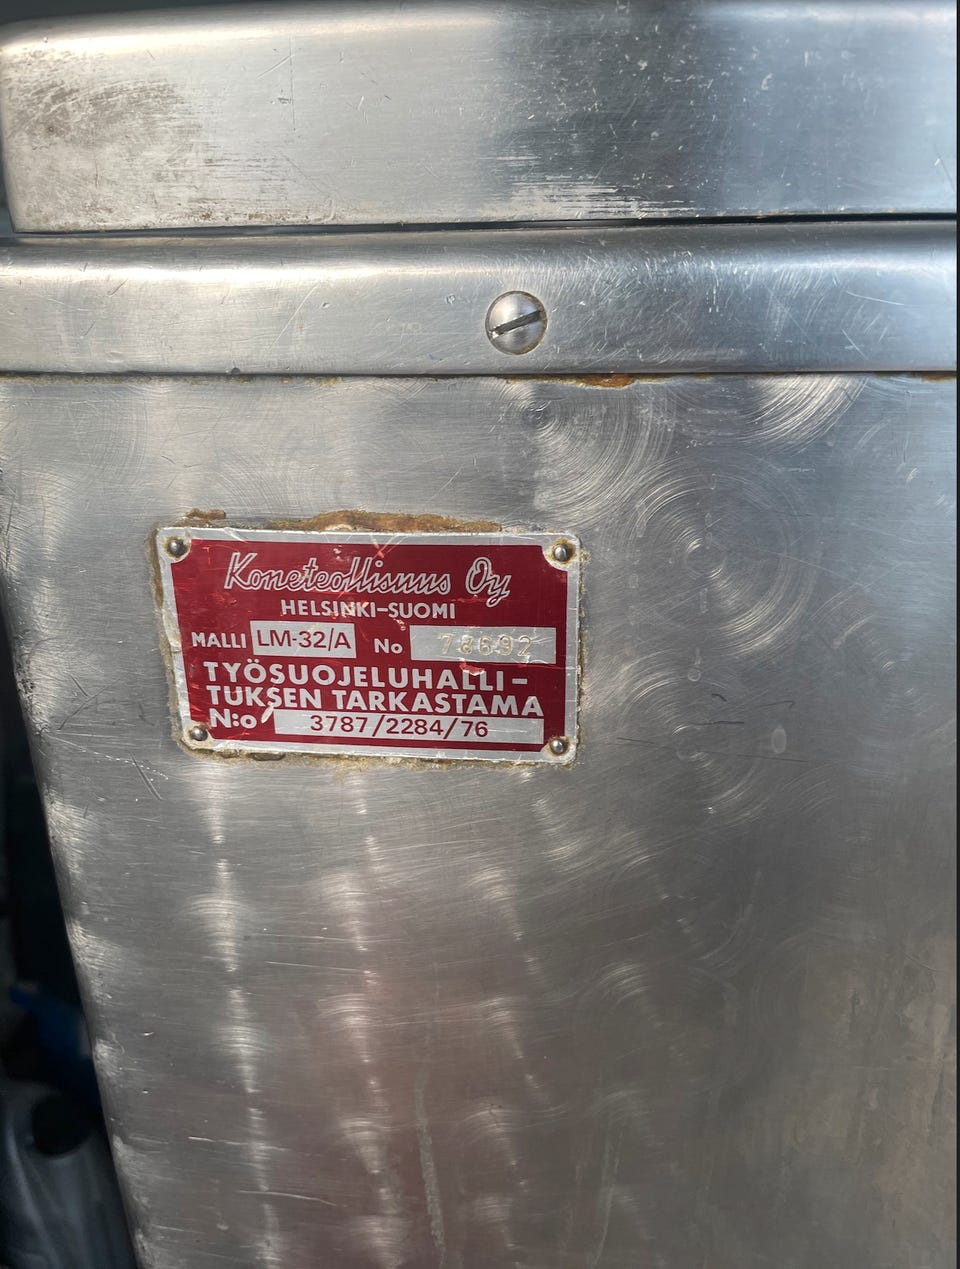 Koneteollisuus Oy
HELSINKI-SUOMI
MALLI LM-32/A No 78692
TYÖSUOJELUHALLI-
TUKSEN TARKASTAMA
N:o 3787/2284/76